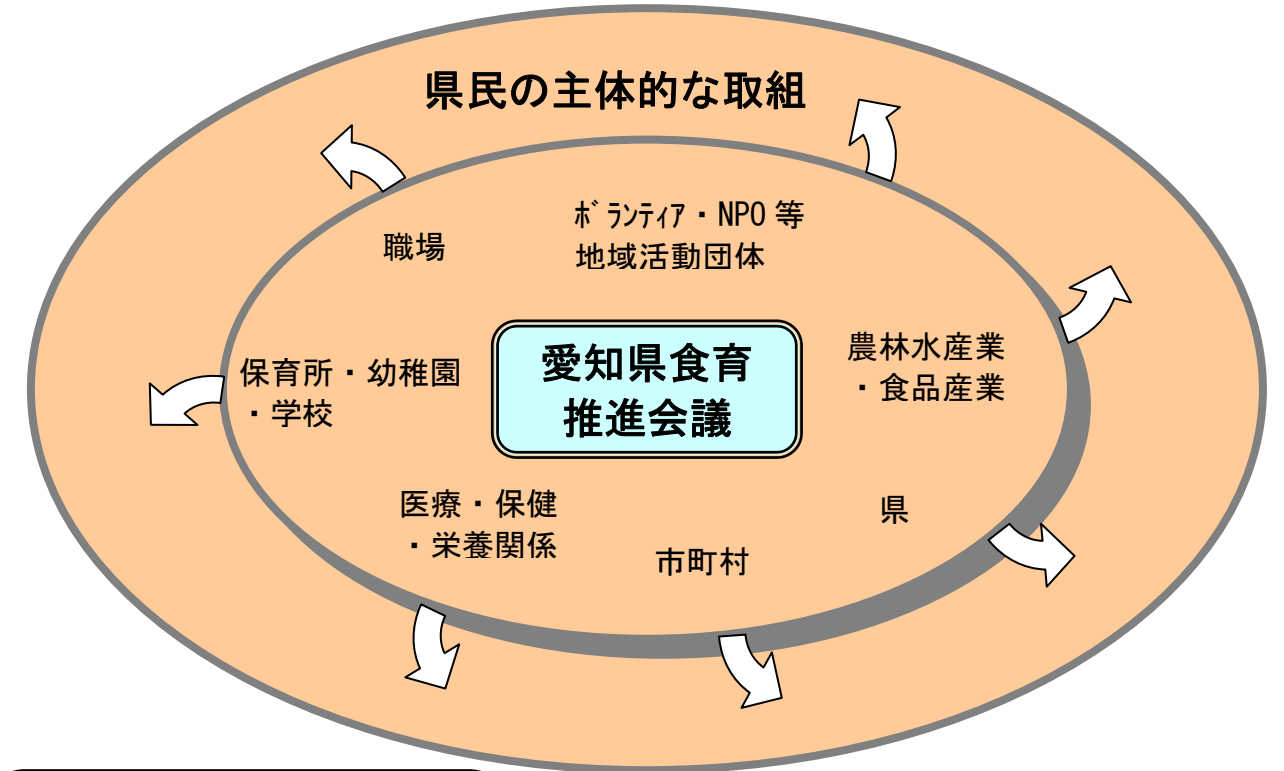 県民の主体的な取組
職場
ﾎﾞﾗﾝﾃｨｱ・NPO 等
地域活動団体
愛知県食育
推進会議
農林水産業
・食品産業
保育所・幼稚園
・学校
医療・保健
・栄養関係
市町村
県